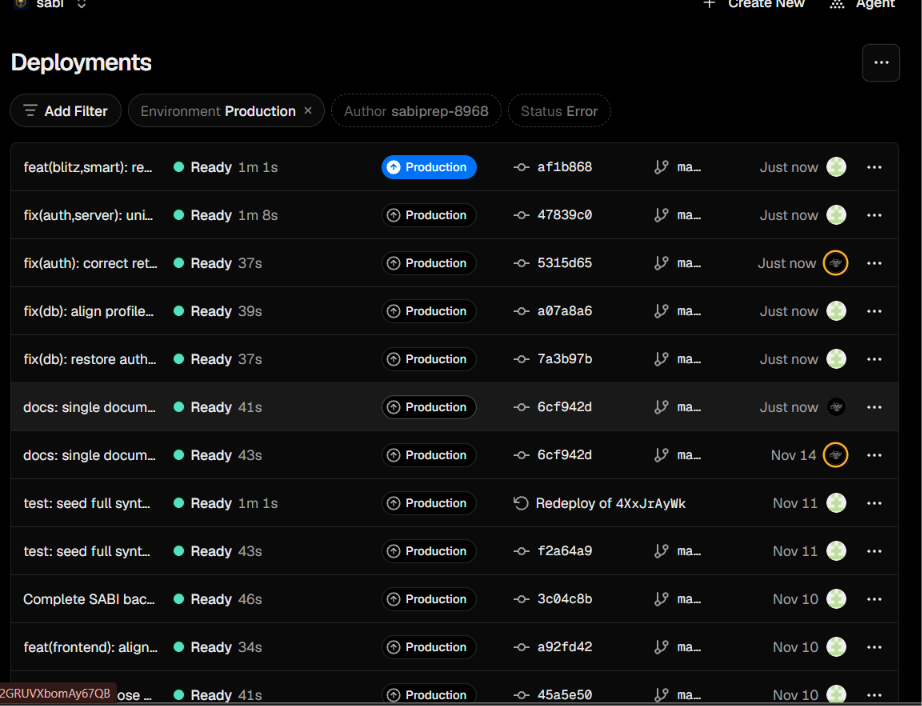 sabi
+ Create New
Agent
Deployments
...
Add Filter
Environment Production ×
Author sabiprep-8968
Status Error
feat(blitz,smart): re... Ready 1m 1s Production af1b868 ma... Just now ...
fix(auth,server): uni... Ready 1m 8s Production 47839c0 ma... Just now ...
fix(auth): correct ret... Ready 37s Production 5315d65 ma... Just now ...
fix(db): align profile... Ready 39s Production a07a8a6 ma... Just now ...
fix(db): restore auth... Ready 37s Production 7a3b97b ma... Just now ...
docs: single docum... Ready 41s Production 6cf942d ma... Just now ...
docs: single docum... Ready 43s Production 6cf942d ma... Nov 14 ...
test: seed full synt... Ready 1m 1s Production Redeploy of 4XxJrAyWk Nov 11 ...
test: seed full synt... Ready 43s Production f2a64a9 ma... Nov 11 ...
Complete SABI bac... Ready 46s Production 3c04c8b ma... Nov 10 ...
feat(frontend): align... Ready 34s Production a92fd42 ma... Nov 10 ...
2GRUVXbomAy67QB ose ... Ready 41s Production 45a5e50 ma... Nov 10 ...